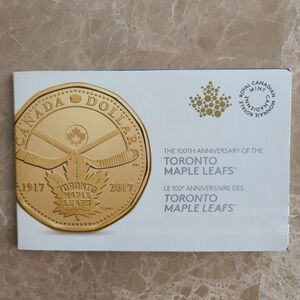 CANADA DOLLAR
1917 2017
TORONTO
MAPLE
LEAFS
ROYAL CANADIAN MINT
MONNAIE ROYALE CANADIENNE
THE 100TH ANNIVERSARY OF THE
TORONTO
MAPLE LEAFS®
LE 100e ANNIVERSAIRE DES
TORONTO
MAPLE LEAFS